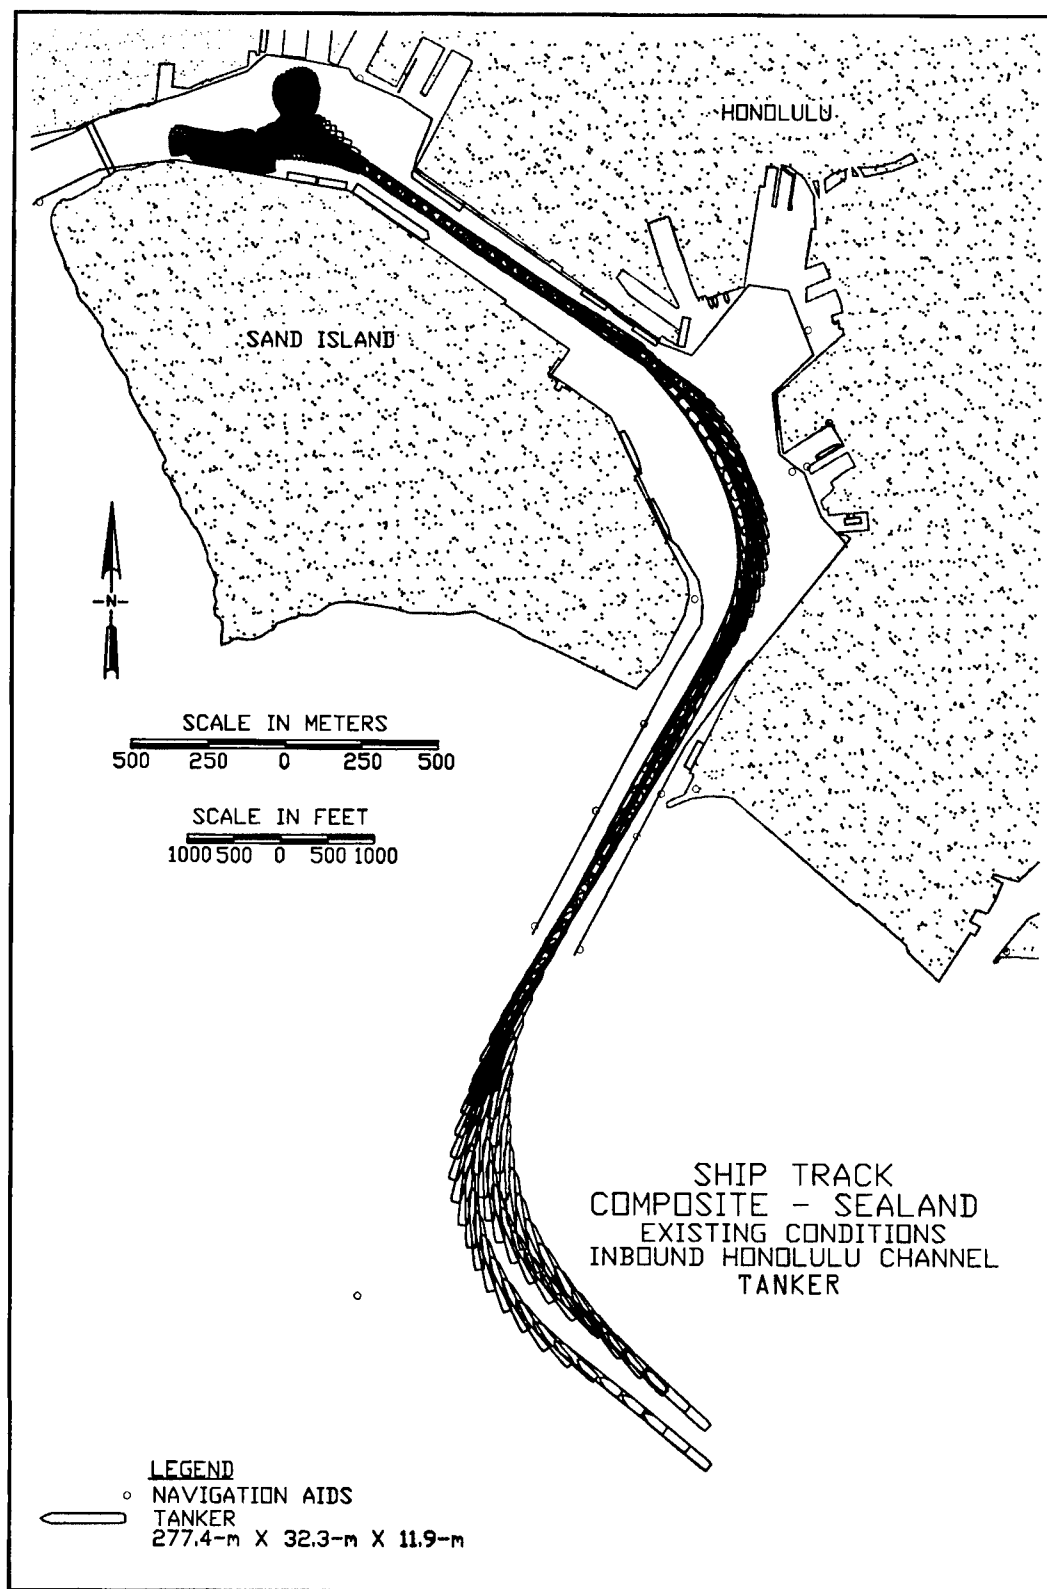 HONOLULU
SAND ISLAND
-N-
SCALE IN METERS
500 250 0 250 500
SCALE IN FEET
1000 500 0 500 1000
SHIP TRACK
COMPOSITE - SEALAND
EXISTING CONDITIONS
INBOUND HONOLULU CHANNEL
TANKER
LEGEND
NAVIGATION AIDS
TANKER
277.4-m X 32.3-m X 11.9-m